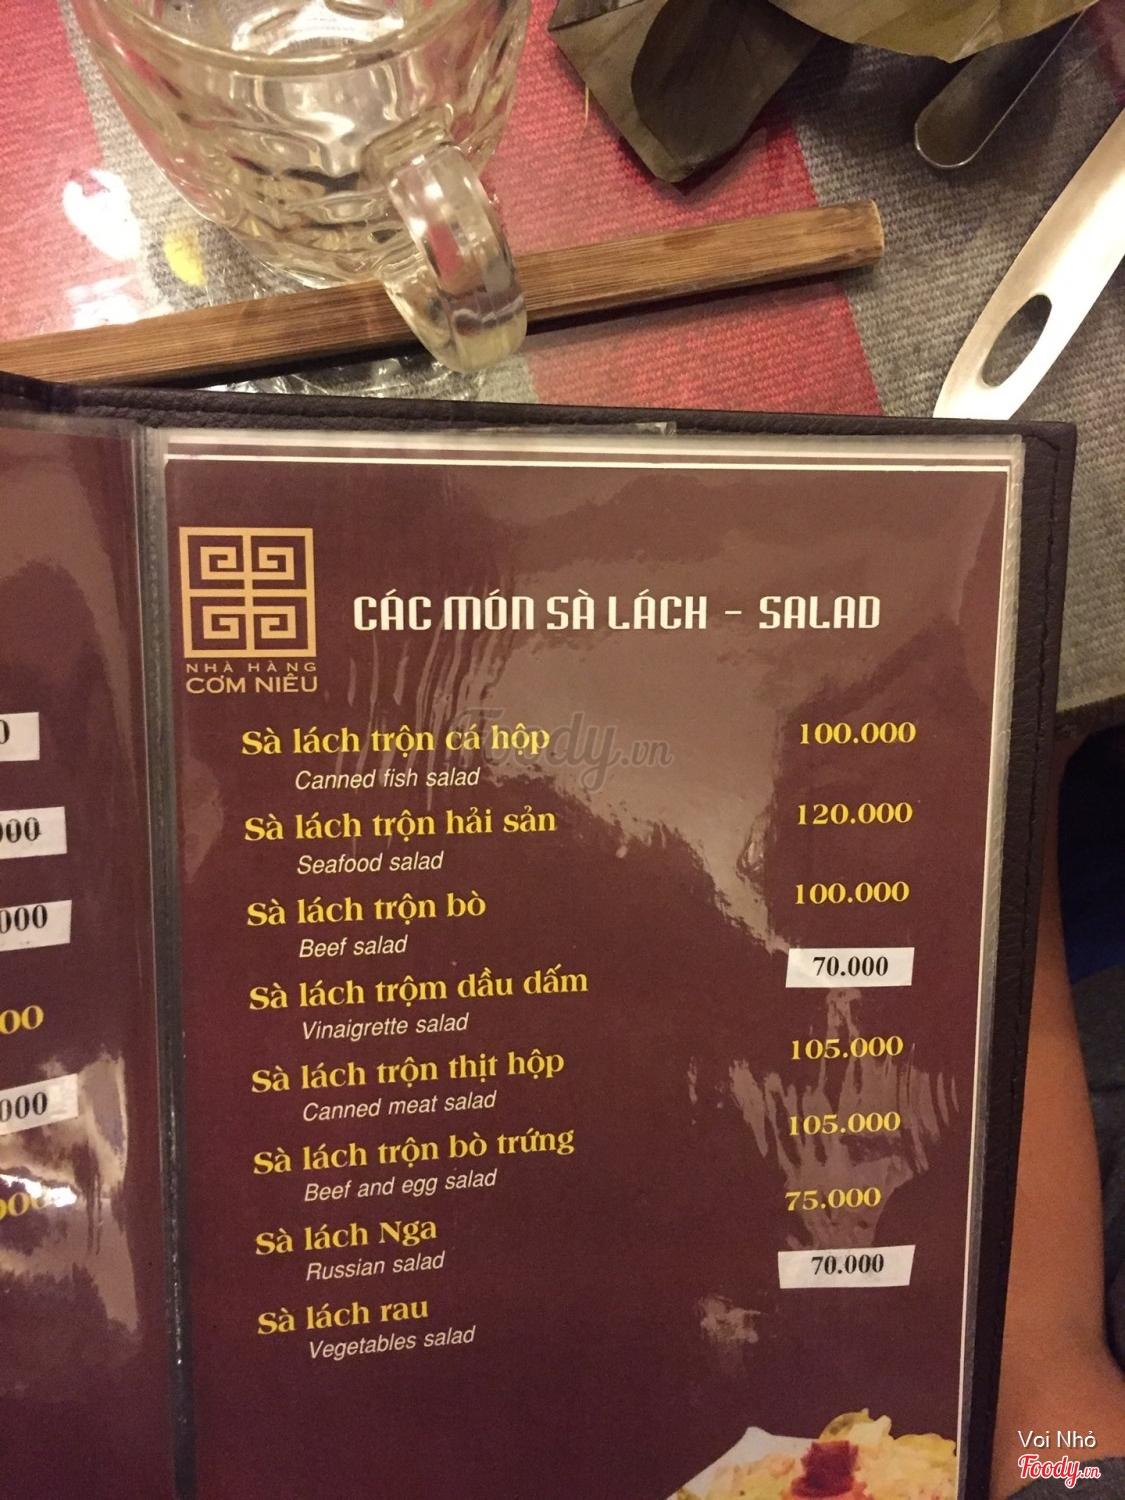 NHÀ HÀNG
CƠM NIÊU
CÁC MÓN SÀ LÁCH - SALAD
Sà lách trộn cá hộp 100.000
Canned fish salad
Sà lách trộn hải sản 120.000
Seafood salad
Sà lách trộn bò 100.000
Beef salad
Sà lách trộm dầu dấm 70.000
Vinaigrette salad
Sà lách trộn thịt hộp 105.000
Canned meat salad
Sà lách trộn bò trứng 105.000
Beef and egg salad
Sà lách Nga 75.000
Russian salad
Sà lách rau 70.000
Vegetables salad
Foody.vn
Voi Nhỏ
Foody.vn